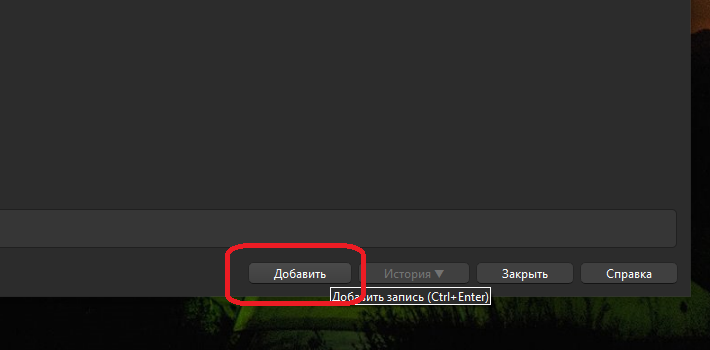 Добавить
История ▼
Закрыть
Справка
Добавить запись (Ctrl+Enter)